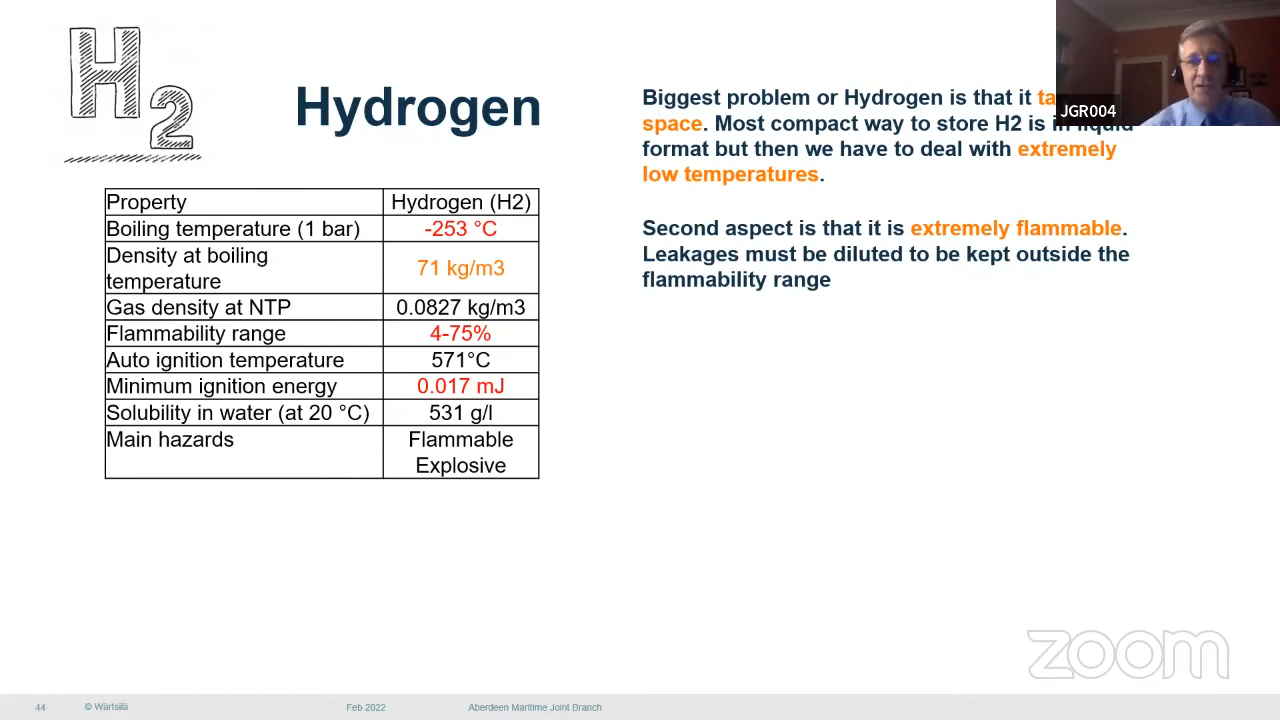 H2
Hydrogen
Biggest problem or Hydrogen is that it
space. Most compact way to store H2 is in liquid
format but then we have to deal with extremely
low temperatures.
Second aspect is that it is extremely flammable.
Leakages must be diluted to be kept outside the
flammability range
JGR004
Property Hydrogen (H2)
Boiling temperature (1 bar) -253 °C
Density at boiling
temperature 71 kg/m3
Gas density at NTP 0.0827 kg/m3
Flammability range 4-75%
Auto ignition temperature 571°C
Minimum ignition energy 0.017 mJ
Solubility in water (at 20 °C) 531 g/l
Main hazards Flammable
Explosive
zoom
44 © Wärtsilä Feb 2022 Aberdeen Maritime Joint Branch